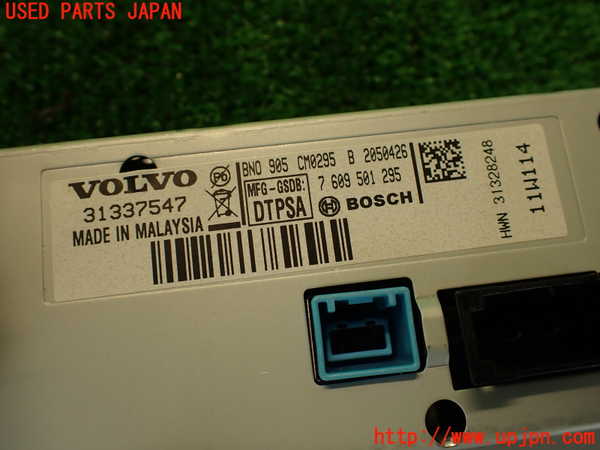 USED PARTS JAPAN
VOLVO
31337547
MADE IN MALAYSIA
BNO 905 CM0295 B 2050426
MFG-GSDB:
DTPSA
7 609 501 295
BOSCH
HWN 31328248
11W114
http://www.upjpn.com/